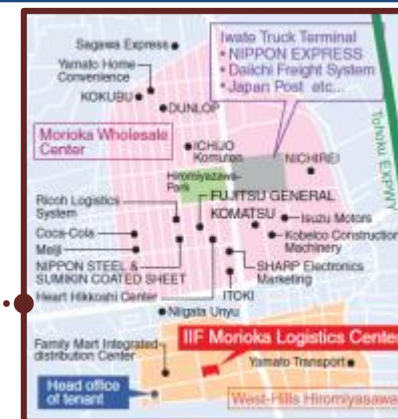 Sagawa Express
Iwate Truck Terminal
• NIPPON EXPRESS
• Daiichi Freight System
• Japan Post etc...
Yamato Home
Convenience
KOKUBU
DUNLOP
Morioka Wholesale
Center
ICHIJO
NICHIREI
Tohoku EXPWY
Hiromiyazawa
Park
Ricoh Logistics
System
FUJITSU GENERAL
KOMATSU
Isuzu Motors
Coca-Cola
Kobelco Construction
Machinery
Meiji
NIPPON STEEL &
SUMIKIN COATED SHEET
SHARP Electronics
Marketing
Heart Hikkoshi Center
ITOKI
Niigata Unyu
IIF Morioka Logistics Center
Family Mart Integrated
distribution Center
Yamato Transport
Head office
of tenant
West-Hills Hiromiyasawa